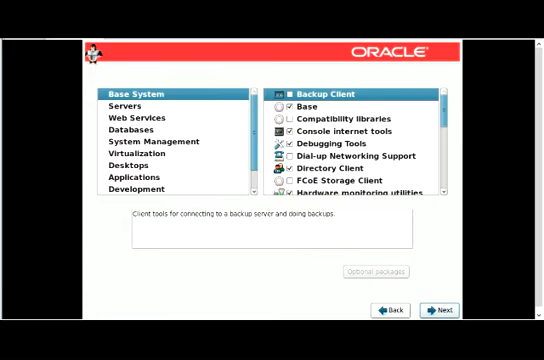 ORACLE
Base System
Servers
Web Services
Databases
System Management
Virtualization
Desktops
Applications
Development
Backup Client
Base
Compatibility libraries
Console internet tools
Debugging Tools
Dial-up Networking Support
Directory Client
FCoE Storage Client
Hardware monitoring utilities
Client tools for connecting to a backup server and doing backups.
Optional packages
Back
Next